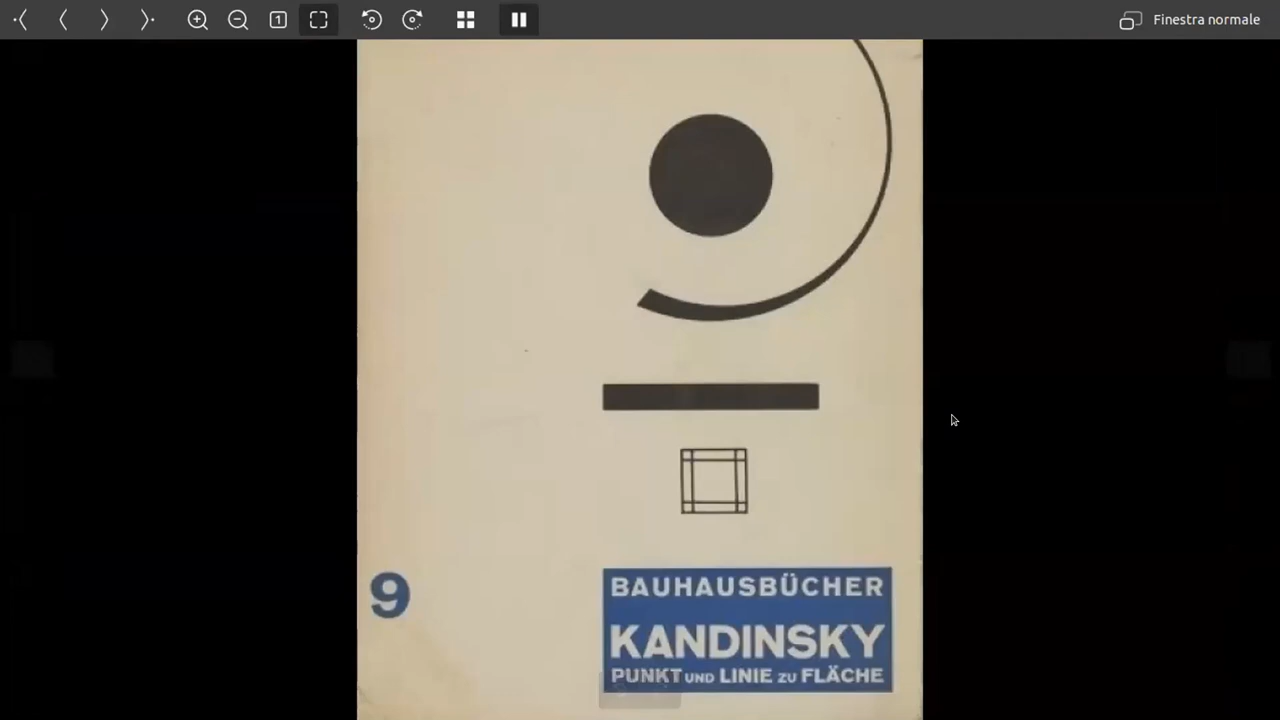 Finestra normale
9
BAUHAUSBÜCHER
KANDINSKY
PUNKT UND LINIE ZU FLÄCHE